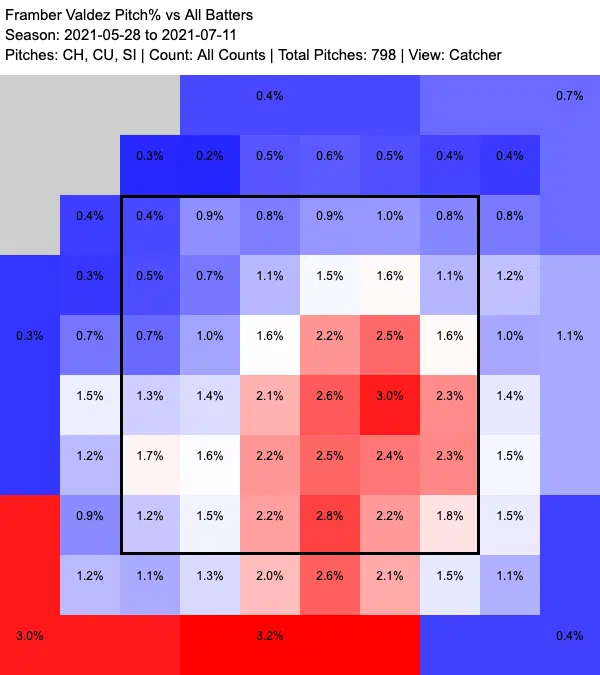 Framber Valdez Pitch% vs All Batters
Season: 2021-05-28 to 2021-07-11
Pitches: CH, CU, SI | Count: All Counts | Total Pitches: 798 | View: Catcher
0.4% 0.7%
0.3% 0.2% 0.5% 0.6% 0.5% 0.4% 0.4%
0.4% 0.4% 0.9% 0.8% 0.9% 1.0% 0.8% 0.8%
0.3% 0.5% 0.7% 1.1% 1.5% 1.6% 1.1% 1.2%
0.3% 0.7% 0.7% 1.0% 1.6% 2.2% 2.5% 1.6% 1.0% 1.1%
1.5% 1.3% 1.4% 2.1% 2.6% 3.0% 2.3% 1.4%
1.2% 1.7% 1.6% 2.2% 2.5% 2.4% 2.3% 1.5%
0.9% 1.2% 1.5% 2.2% 2.8% 2.2% 1.8% 1.5%
1.2% 1.1% 1.3% 2.0% 2.6% 2.1% 1.5% 1.1%
3.0% 3.2% 0.4%